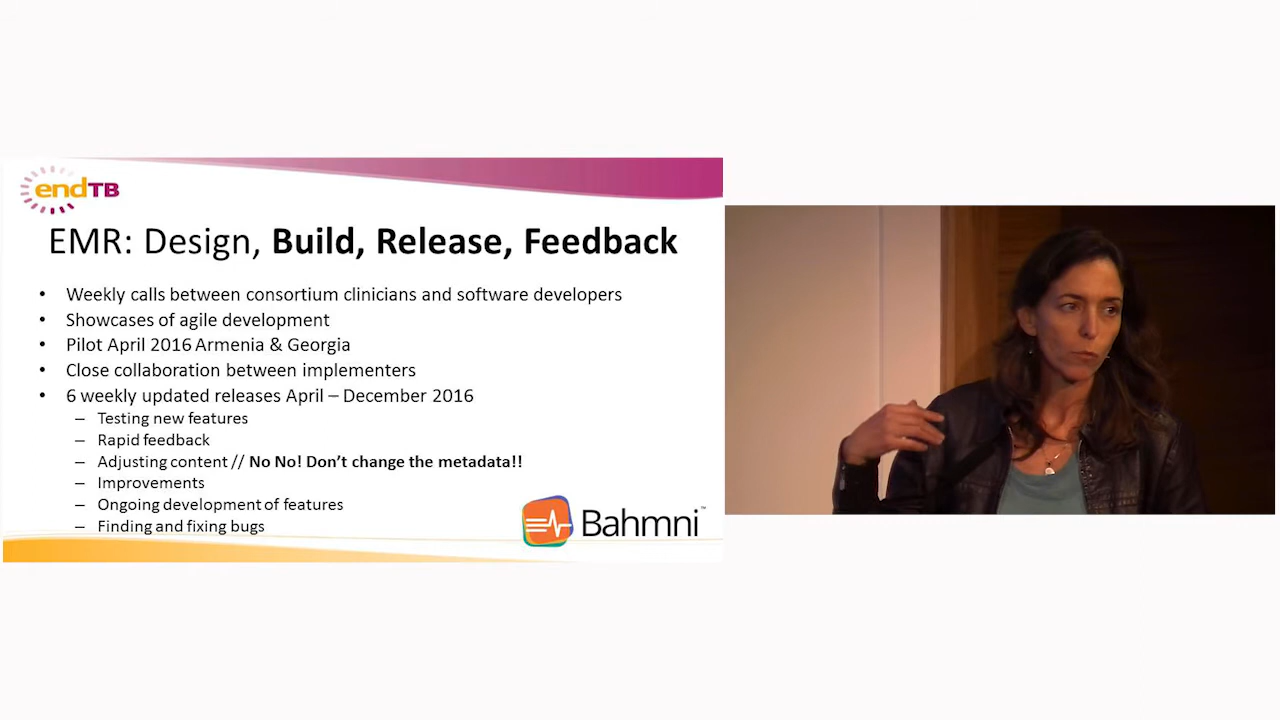 endTB
EMR: Design, Build, Release, Feedback
• Weekly calls between consortium clinicians and software developers
• Showcases of agile development
• Pilot April 2016 Armenia & Georgia
• Close collaboration between implementers
• 6 weekly updated releases April – December 2016
– Testing new features
– Rapid feedback
– Adjusting content // No No! Don't change the metadata!!
– Improvements
– Ongoing development of features
– Finding and fixing bugs
Bahmni™